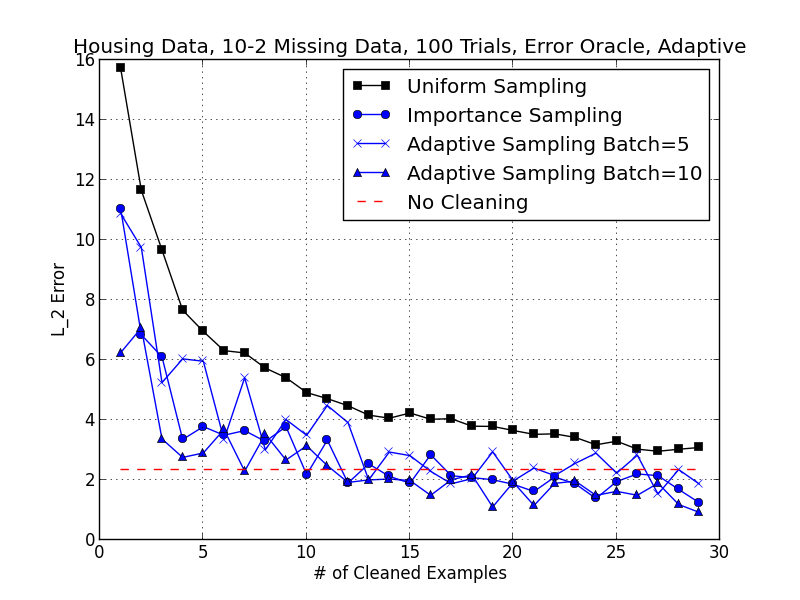 Housing Data, 10-2 Missing Data, 100 Trials, Error Oracle, Adaptive
16
14
12
10
8
6
4
2
0
L_2 Error
Uniform Sampling
Importance Sampling
Adaptive Sampling Batch=5
Adaptive Sampling Batch=10
No Cleaning
0
5
10
15
20
25
30
# of Cleaned Examples